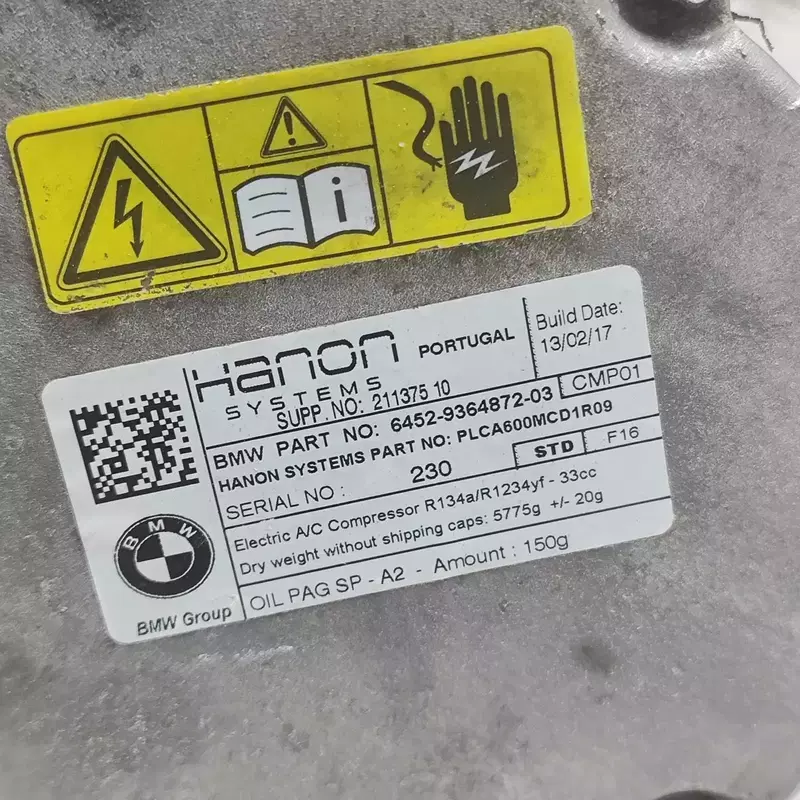 i
Hanon
SYSTEMS
PORTUGAL
Build Date:
13/02/17
SUPP. NO: 211375 10
BMW PART NO: 6452-9364872-03
CMP01
HANON SYSTEMS PART NO: PLCA600MCD1R09
SERIAL NO : 230
STD
F16
Electric A/C Compressor R134a/R1234yf - 33cc
Dry weight without shipping caps: 5775g +/- 20g
OIL PAG SP - A2 - Amount : 150g
BMW
BMW Group